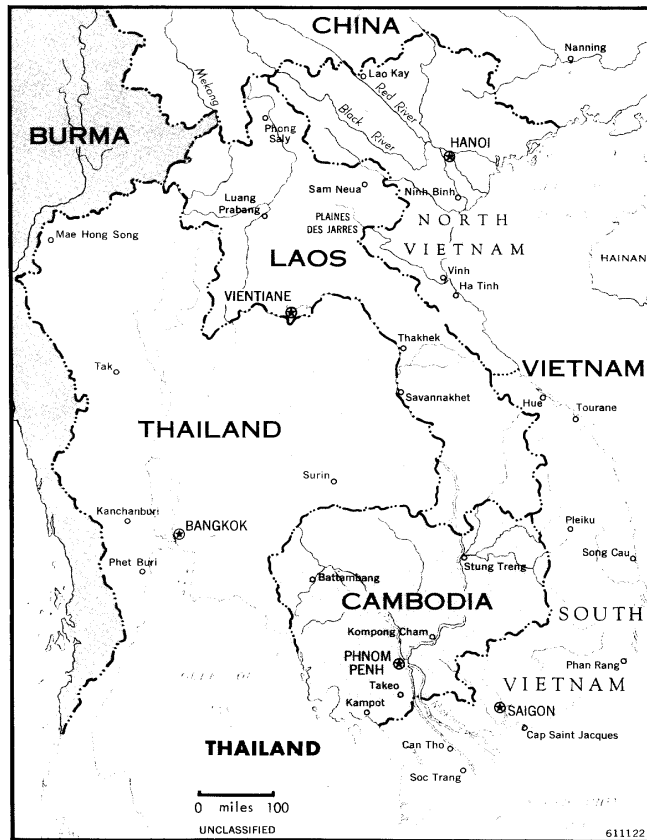 CHINA
Nanning
Lao Kay
Mekong
Red River
Black River
Phong
Saly
BURMA
HANOI
Sam Neua
Ninh Binh
Luang
Prabang
PLAINES
DES JARRES
NORTH
VIETNAM
Mae Hong Song
HAINAN
LAOS
Vinh
Ha Tinh
VIENTIANE
Thakhek
VIETNAM
Tak
Savannakhet
Hue
Tourane
THAILAND
Surin
Kanchanburi
BANGKOK
Pleiku
Phet Buri
Stung Treng
Song Cau
Battambang
CAMBODIA
SOUTH
Kompong Cham
PHNOM
PENH
Phan Rang
Takeo
VIETNAM
Kampot
SAIGON
Cap Saint Jacques
THAILAND
Can Tho
Soc Trang
0 miles 100
UNCLASSIFIED
611122